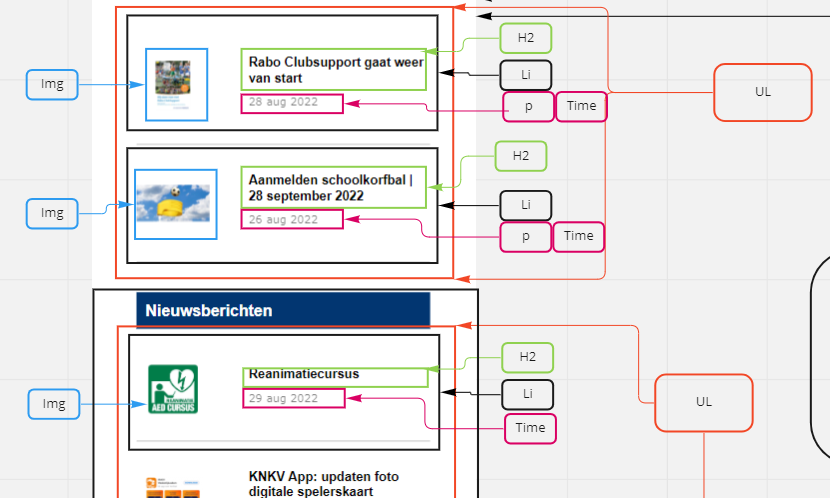 H2
Rabo Clubsupport gaat weer
van start
Li
Img
UL
28 aug 2022
p
Time
H2
Aanmelden schoolkorfbal |
28 september 2022
Li
Img
26 aug 2022
p
Time
Nieuwsberichten
H2
Reanimatiecursus
Li
29 aug 2022
Img
REANIMATIE
AED CURSUS
UL
Time
KNKV App: updaten foto
digitale spelerskaart